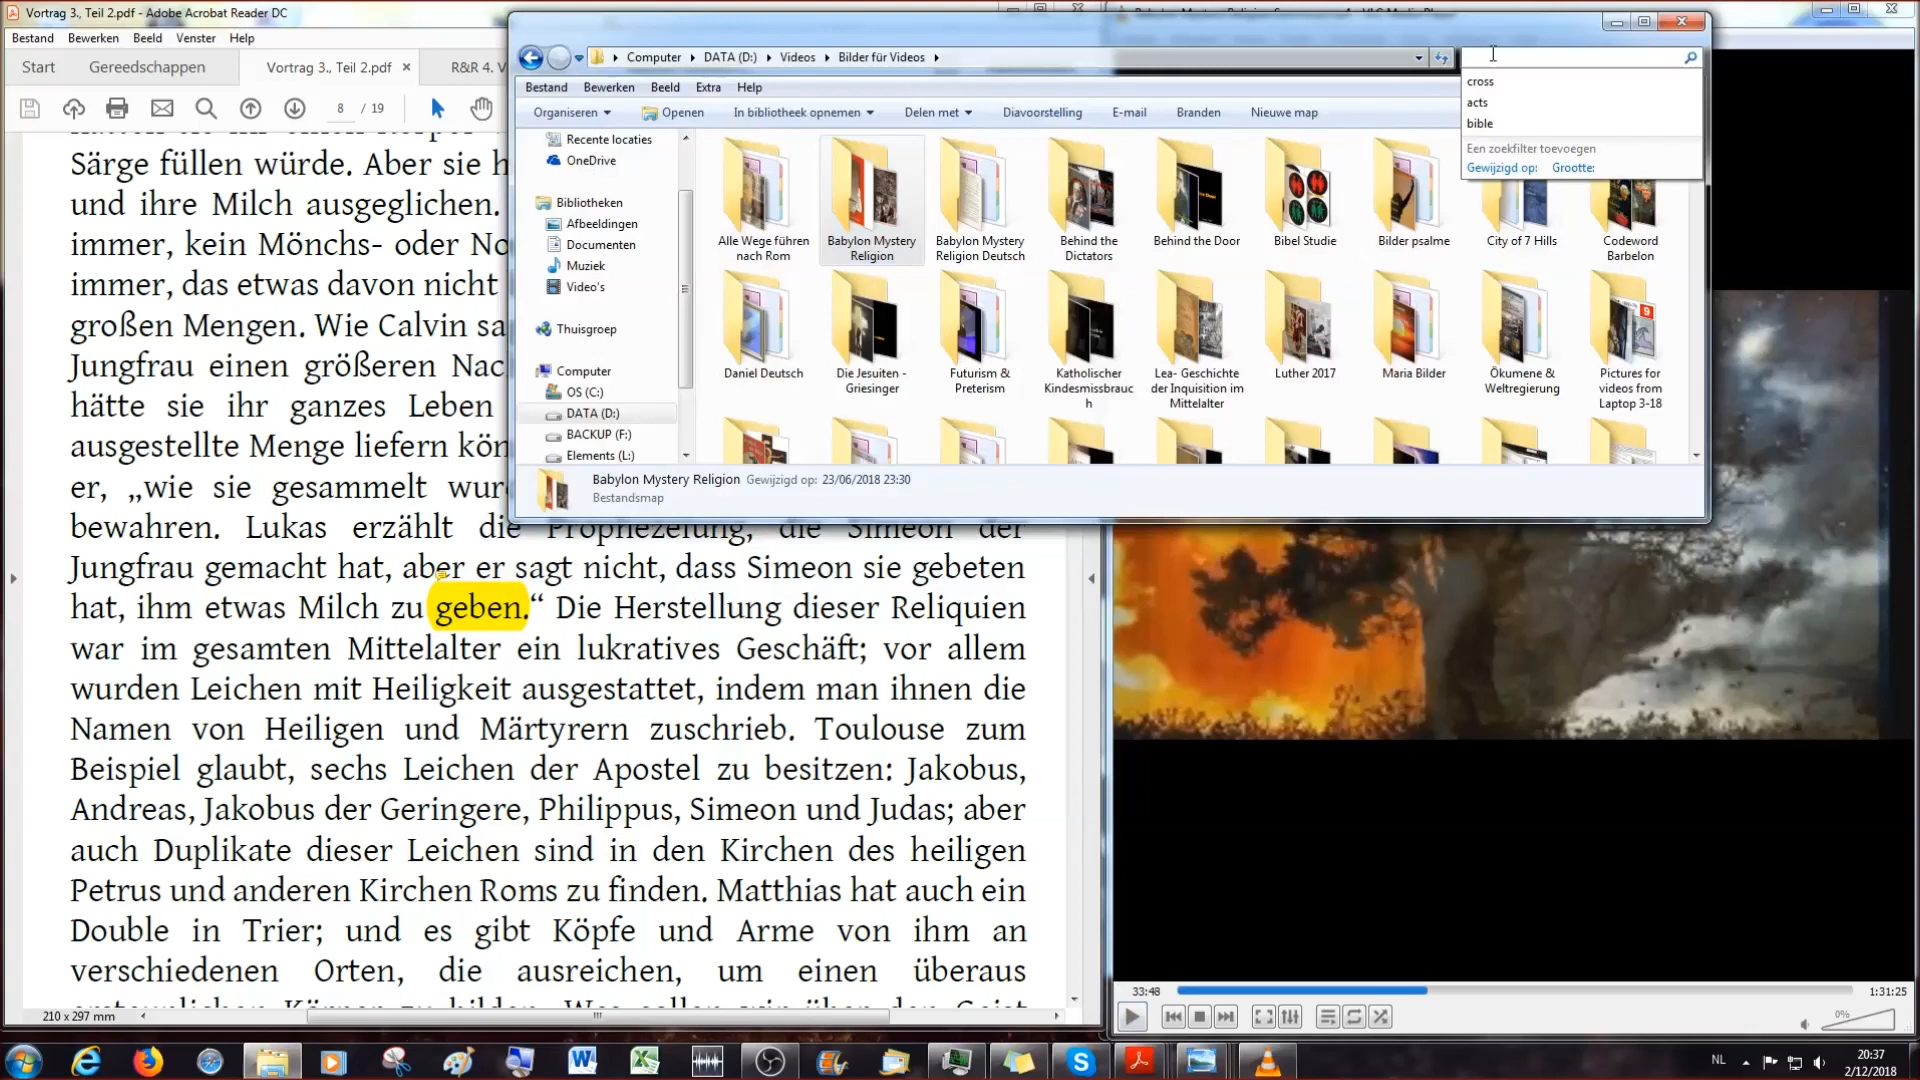 Vortrag 3., Teil 2.pdf - Adobe Acrobat Reader DC
Bestand Bewerken Beeld Venster Help
Start Gereedschappen Vortrag 3., Teil 2.pdf × R&R 4. V
8 / 19
Särge füllen würde. Aber sie h
und ihre Milch ausgeglichen.
immer, kein Mönchs- oder No
immer, das etwas davon nicht
großen Mengen. Wie Calvin sa
Jungfrau einen größeren Nac
hätte sie ihr ganzes Leben
ausgestellte Menge liefern kön
er, „wie sie gesammelt wur
bewahren. Lukas erzählt die Prophezeiung, die Simeon der
Jungfrau gemacht hat, aber er sagt nicht, dass Simeon sie gebeten
hat, ihm etwas Milch zu geben.“ Die Herstellung dieser Reliquien
war im gesamten Mittelalter ein lukratives Geschäft; vor allem
wurden Leichen mit Heiligkeit ausgestattet, indem man ihnen die
Namen von Heiligen und Märtyrern zuschrieb. Toulouse zum
Beispiel glaubt, sechs Leichen der Apostel zu besitzen: Jakobus,
Andreas, Jakobus der Geringere, Philippus, Simeon und Judas; aber
auch Duplikate dieser Leichen sind in den Kirchen des heiligen
Petrus und anderen Kirchen Roms zu finden. Matthias hat auch ein
Double in Trier; und es gibt Köpfe und Arme von ihm an
verschiedenen Orten, die ausreichen, um einen überaus
210 x 297 mm
Computer DATA (D:) Videos Bilder für Videos
Bestand Bewerken Beeld Extra Help
Organiseren Openen In bibliotheek opnemen Delen met Diavoorstelling E-mail Branden Nieuwe map
cross
acts
bible
Een zoekfilter toevoegen
Gewijzigd op: Grootte:
Recente locaties
OneDrive
Bibliotheken
Afbeeldingen
Documenten
Muziek
Video's
Thuisgroep
Computer
OS (C:)
DATA (D:)
BACKUP (F:)
Elements (L:)
Alle Wege führen
nach Rom
Babylon Mystery
Religion
Babylon Mystery
Religion Deutsch
Behind the
Dictators
Behind the Door
Bibel Studie
Bilder psalme
City of 7 Hills
Codeword
Barbelon
Daniel Deutsch
Die Jesuiten -
Griesinger
Futurism &
Preterism
Katholischer
Kindesmissbrauc
h
Lea- Geschichte
der Inquisition im
Mittelalter
Luther 2017
Maria Bilder
Ökumene &
Weltregierung
Pictures for
videos from
Laptop 3-18
Babylon Mystery Religion Gewijzigd op: 23/06/2018 23:30
Bestandsmap
33:48 1:31:25
0%
NL
20:37
2/12/2018